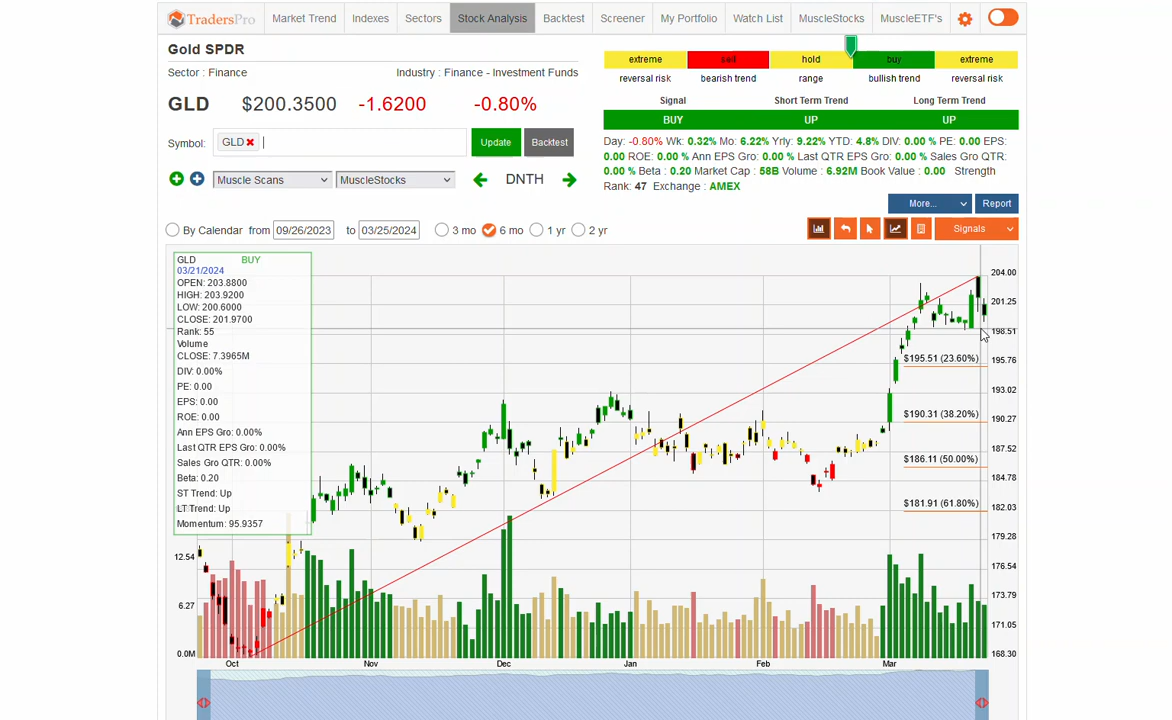 TradersPro
Market Trend
Indexes
Sectors
Stock Analysis
Backtest
Screener
My Portfolio
Watch List
MuscleStocks
MuscleETF's
Gold SPDR
Sector : Finance
Industry : Finance - Investment Funds
GLD $200.3500 -1.6200 -0.80%
Symbol: GLD
Update
Backtest
Muscle Scans
MuscleStocks
DNTH
extreme sell hold buy extreme
reversal risk bearish trend range bullish trend reversal risk
Signal Short Term Trend Long Term Trend
BUY UP UP
Day: -0.80% Wk: 0.32% Mo: 6.22% Yrly: 9.22% YTD: 4.8% DIV: 0.00 % PE: 0.00 EPS:
0.00 ROE: 0.00 % Ann EPS Gro: 0.00 % Last QTR EPS Gro: 0.00 % Sales Gro QTR:
0.00 % Beta : 0.20 Market Cap : 58B Volume : 6.92M Book Value : 0.00 Strength
Rank: 47 Exchange : AMEX
More...
Report
By Calendar from 09/26/2023 to 03/25/2024
3 mo
6 mo
1 yr
2 yr
Signals
GLD BUY
03/21/2024
OPEN: 203.8800
HIGH: 203.9200
LOW: 200.6000
CLOSE: 201.9700
Rank: 55
Volume
CLOSE: 7.3965M
DIV: 0.00%
PE: 0.00
EPS: 0.00
ROE: 0.00
Ann EPS Gro: 0.00%
Last QTR EPS Gro: 0.00%
Sales Gro QTR: 0.00%
Beta: 0.20
ST Trend: Up
LT Trend: Up
Momentum: 95.9357
204.00
201.25
198.51
195.76
193.02
190.27
187.52
184.78
182.03
179.28
176.54
173.79
171.05
168.30
$195.51 (23.60%)
$190.31 (38.20%)
$186.11 (50.00%)
$181.91 (61.80%)
12.54
6.27
0.0M
Oct Nov Dec Jan Feb Mar